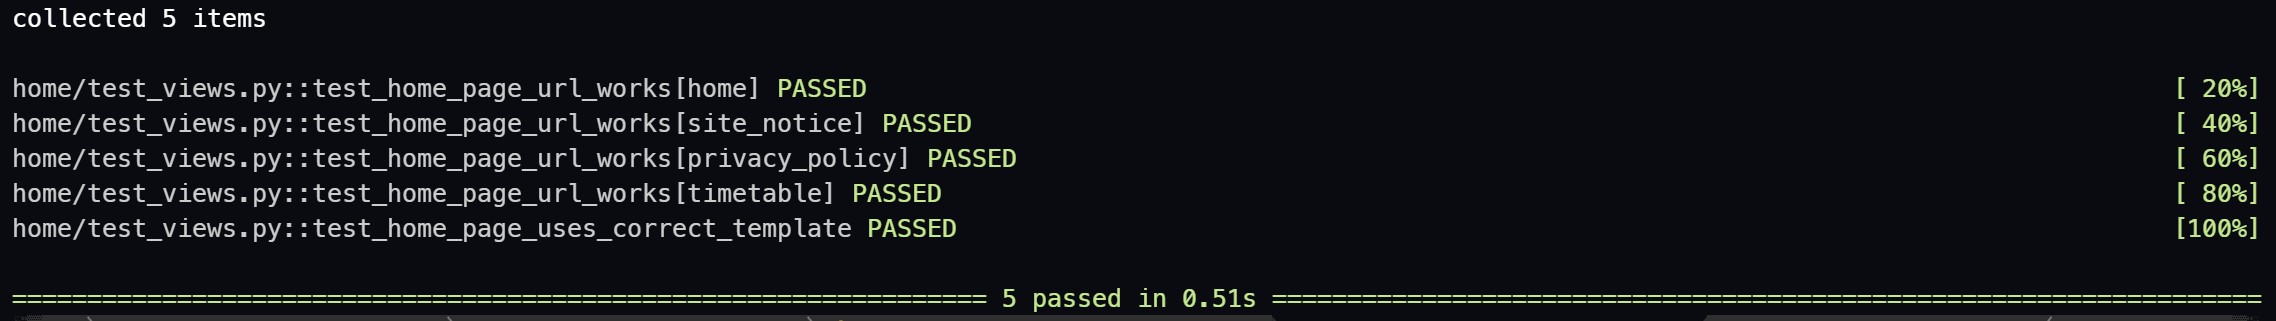 collected 5 items
home/test_views.py::test_home_page_url_works[home] PASSED [ 20%]
home/test_views.py::test_home_page_url_works[site_notice] PASSED [ 40%]
home/test_views.py::test_home_page_url_works[privacy_policy] PASSED [ 60%]
home/test_views.py::test_home_page_url_works[timetable] PASSED [ 80%]
home/test_views.py::test_home_page_uses_correct_template PASSED [100%]
================================================================= 5 passed in 0.51s ==================================================================